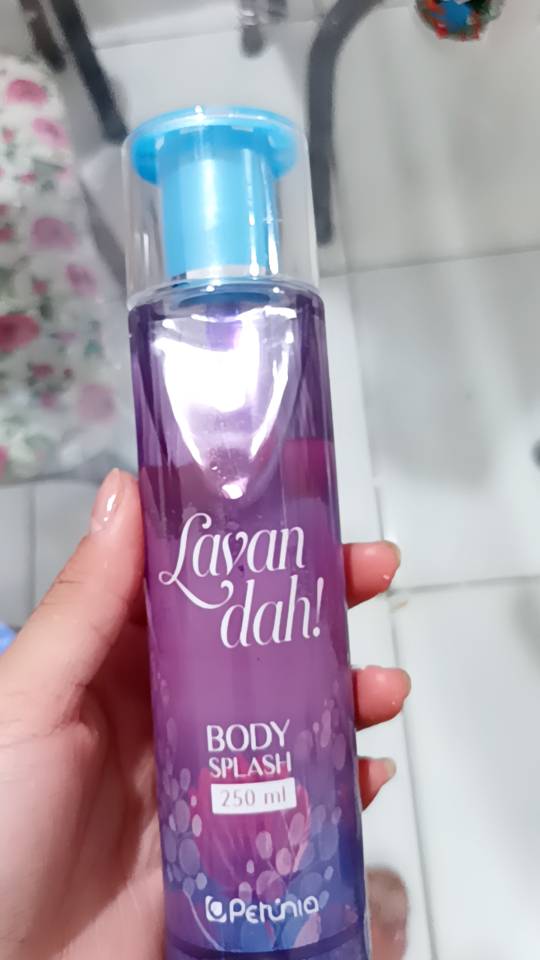 Lavan
dah!
BODY
SPLASH
250 ml
Petúnia